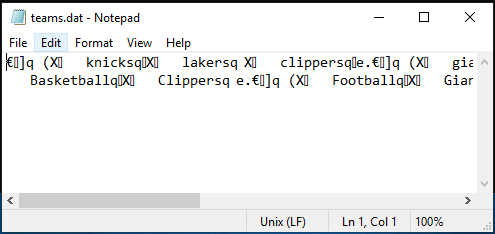 teams.dat - Notepad
File Edit Format View Help
€▯]q (X▯ knicksq▯X▯ lakersq X▯ clippersq▯e.€▯]q (X▯ gia
Basketballq▯X▯ Clippersq e.€▯]q (X▯ Footballq▯X▯ Gian
Unix (LF) Ln 1, Col 1 100%